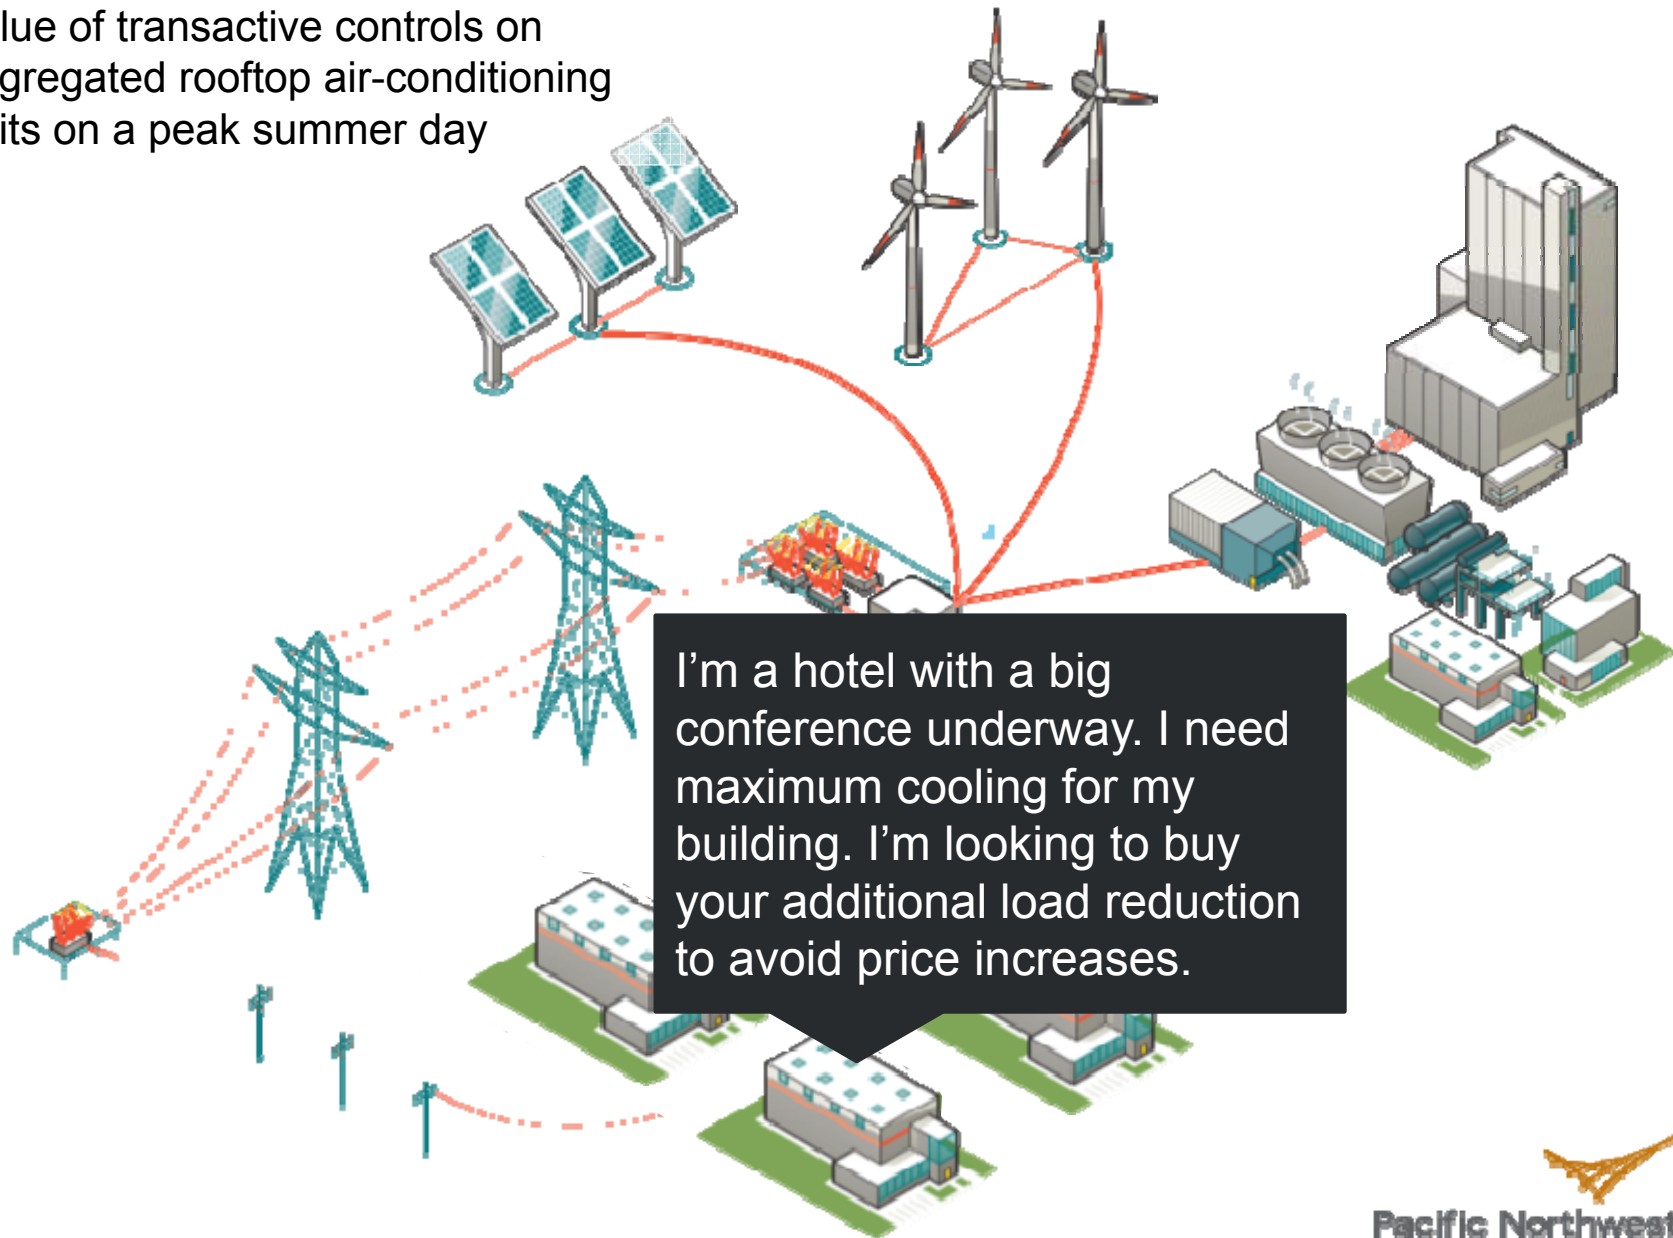 lue of transactive controls on
gregated rooftop air-conditioning
its on a peak summer day
I’m a hotel with a big
conference underway. I need
maximum cooling for my
building. I’m looking to buy
your additional load reduction
to avoid price increases.
Pacific Northwest